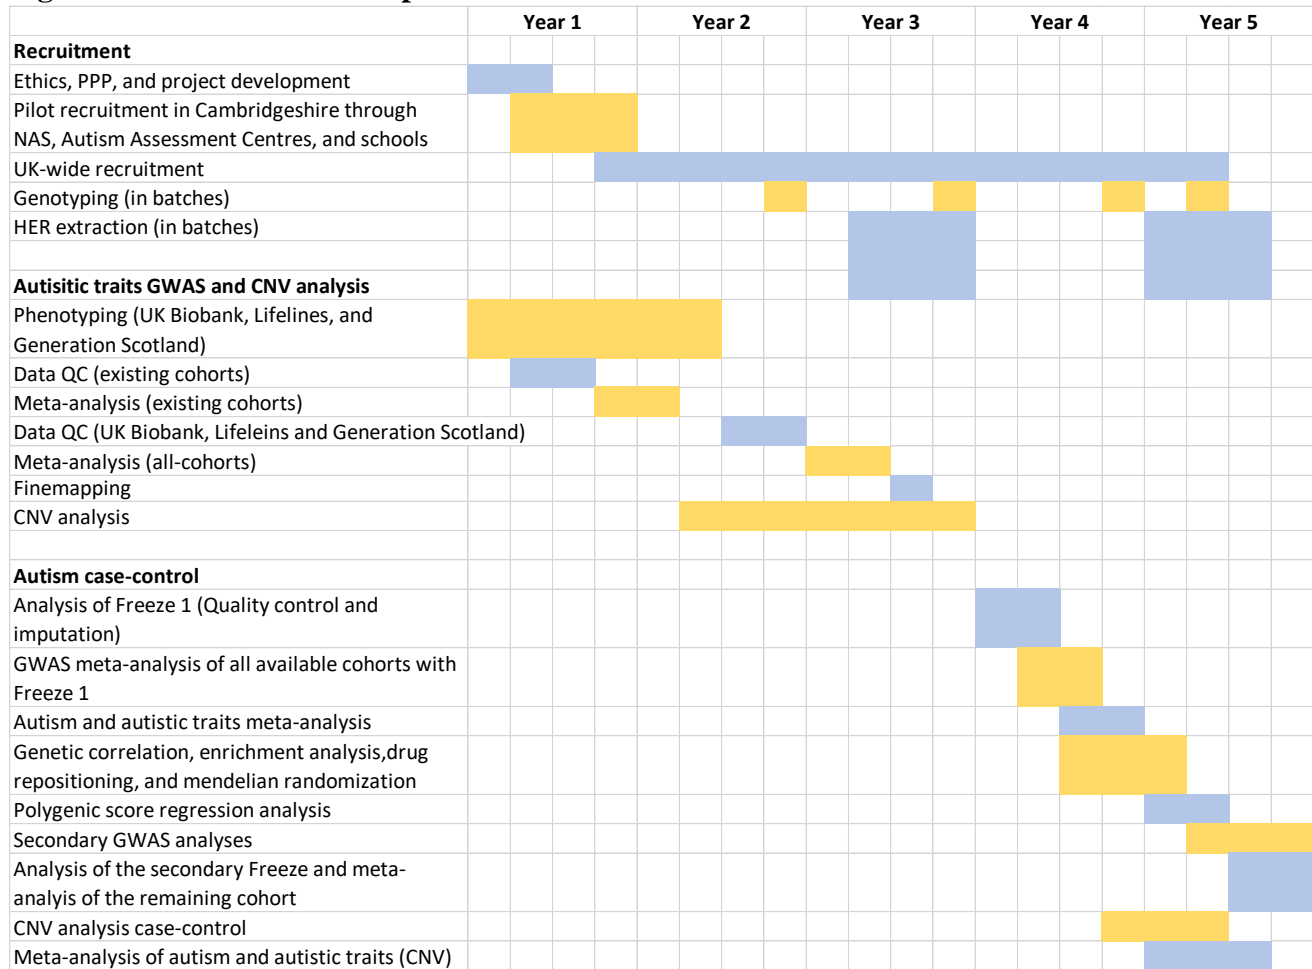 Year 1 Year 2 Year 3 Year 4 Year 5
Recruitment
Ethics, PPP, and project development
Pilot recruitment in Cambridgeshire through
NAS, Autism Assessment Centres, and schools
UK-wide recruitment
Genotyping (in batches)
HER extraction (in batches)
Autisitic traits GWAS and CNV analysis
Phenotyping (UK Biobank, Lifelines, and
Generation Scotland)
Data QC (existing cohorts)
Meta-analysis (existing cohorts)
Data QC (UK Biobank, Lifeleins and Generation Scotland)
Meta-analysis (all-cohorts)
Finemapping
CNV analysis
Autism case-control
Analysis of Freeze 1 (Quality control and
imputation)
GWAS meta-analysis of all available cohorts with
Freeze 1
Autism and autistic traits meta-analysis
Genetic correlation, enrichment analysis,drug
repositioning, and mendelian randomization
Polygenic score regression analysis
Secondary GWAS analyses
Analysis of the secondary Freeze and meta-
analyis of the remaining cohort
CNV analysis case-control
Meta-analysis of autism and autistic traits (CNV)